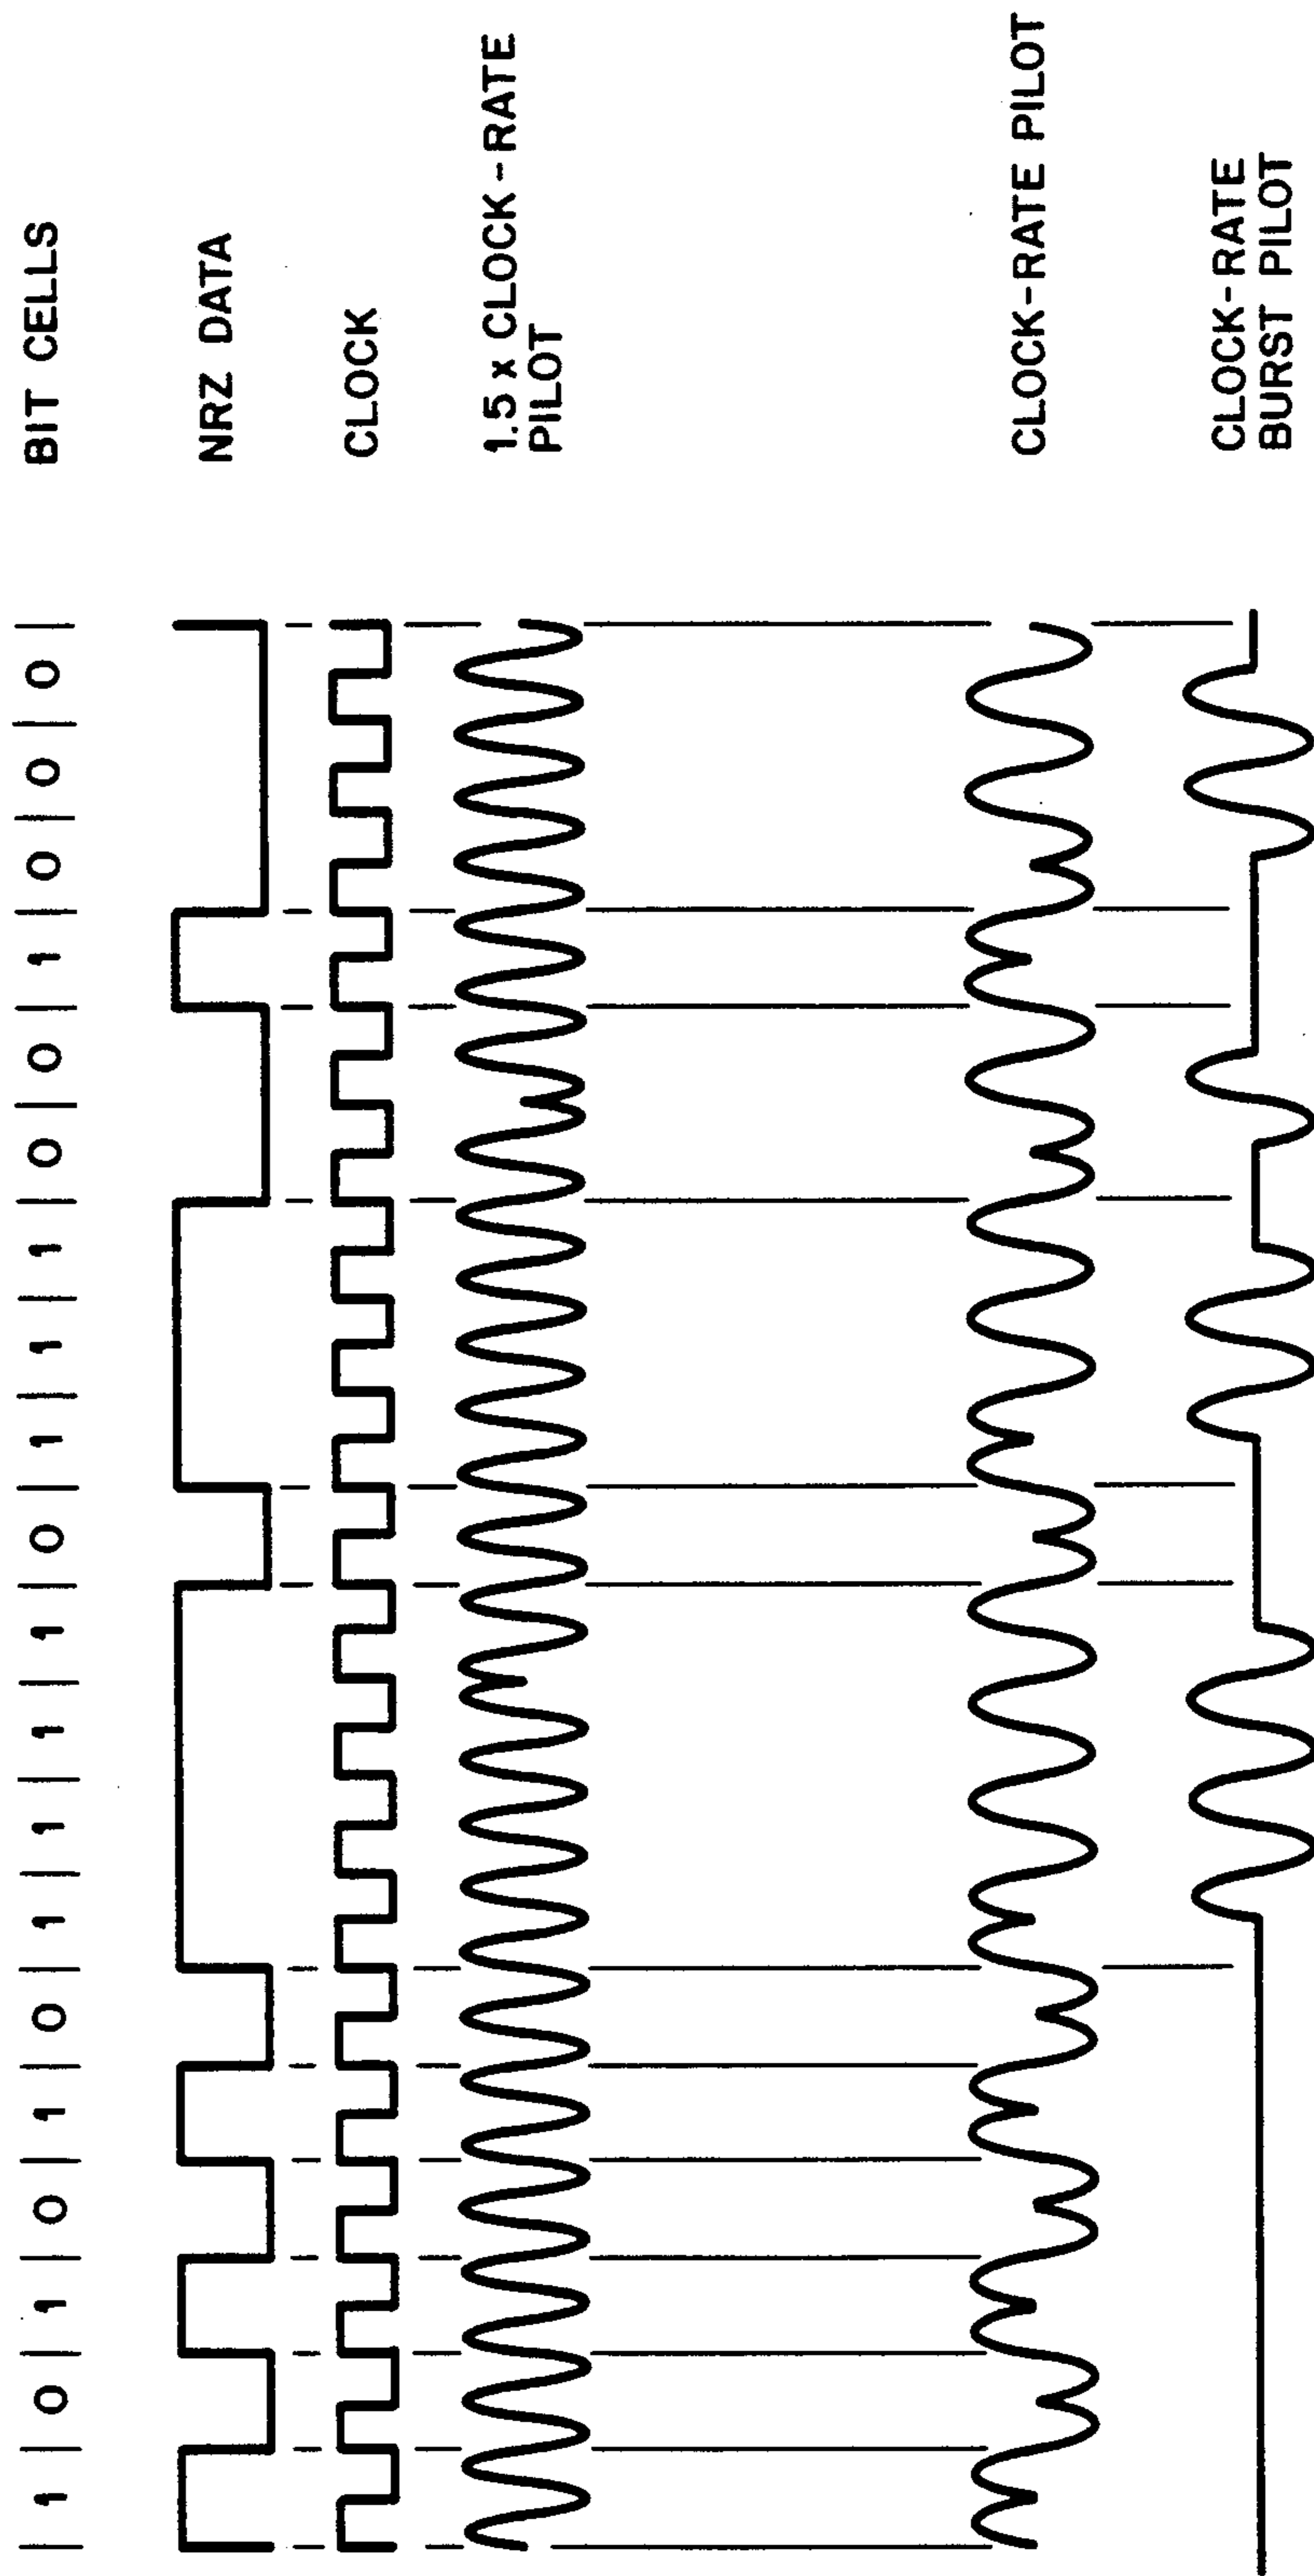 1 0 1 0 1 0 1 1 1 1 0 1 1 1 0 0 1 0 0 0 BIT CELLS
NRZ DATA
CLOCK
1.5 x CLOCK-RATE
PILOT
CLOCK-RATE PILOT
CLOCK-RATE
BURST PILOT